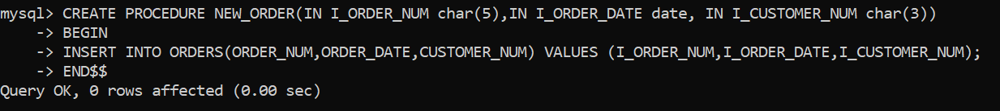 mysql> CREATE PROCEDURE NEW_ORDER(IN I_ORDER_NUM char(5),IN I_ORDER_DATE date, IN I_CUSTOMER_NUM char(3))
    -> BEGIN
    -> INSERT INTO ORDERS(ORDER_NUM,ORDER_DATE,CUSTOMER_NUM) VALUES (I_ORDER_NUM,I_ORDER_DATE,I_CUSTOMER_NUM);
    -> END$$
Query OK, 0 rows affected (0.00 sec)